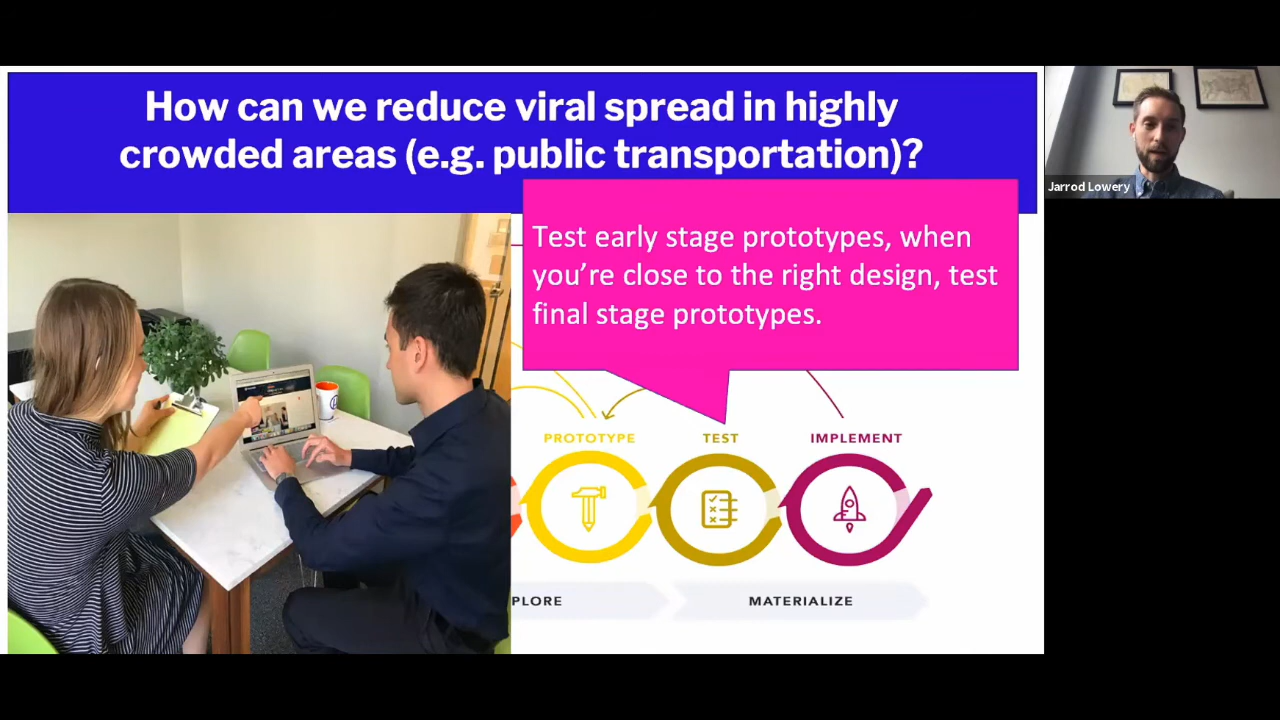 How can we reduce viral spread in highly
crowded areas (e.g. public transportation)?
Jarrod Lowery
Test early stage prototypes, when
you're close to the right design, test
final stage prototypes.
PROTOTYPE
TEST
IMPLEMENT
PLORE
MATERIALIZE